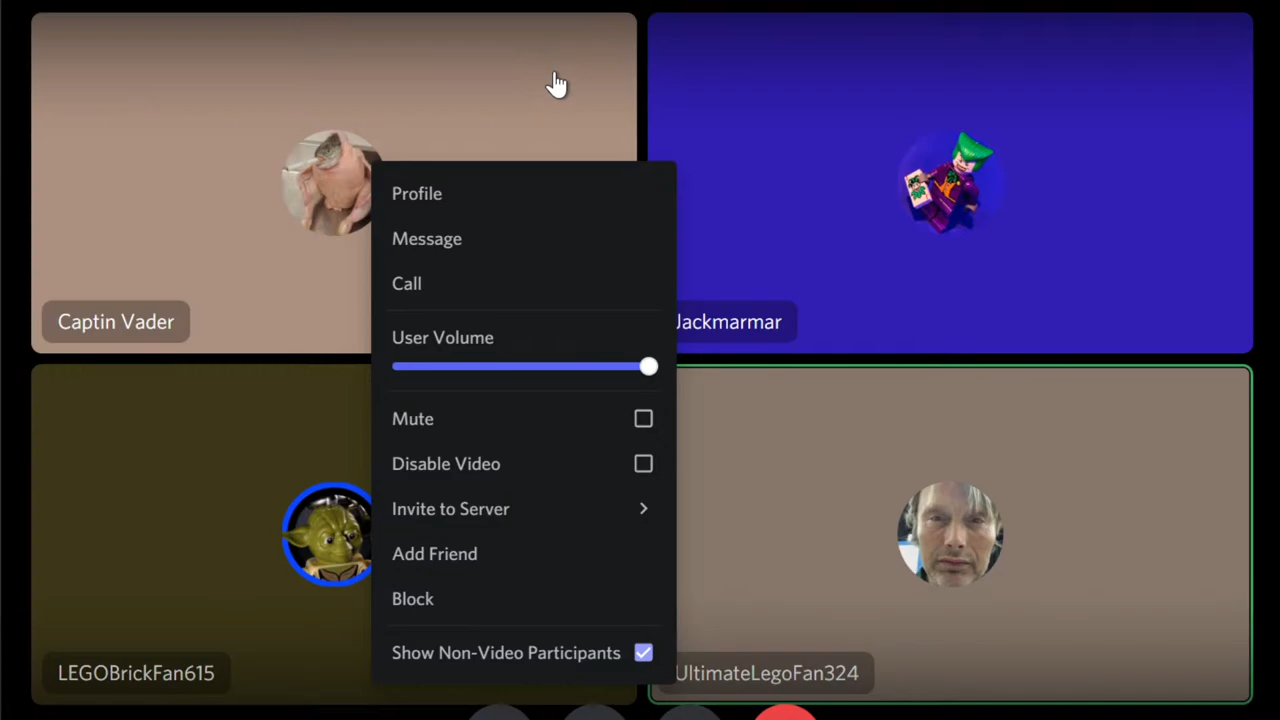 Profile
Message
Call
Captin Vader
Jackmarmar
User Volume
Mute
Disable Video
Invite to Server
Add Friend
Block
Show Non-Video Participants
LEGOBrickFan615
UltimateLegoFan324